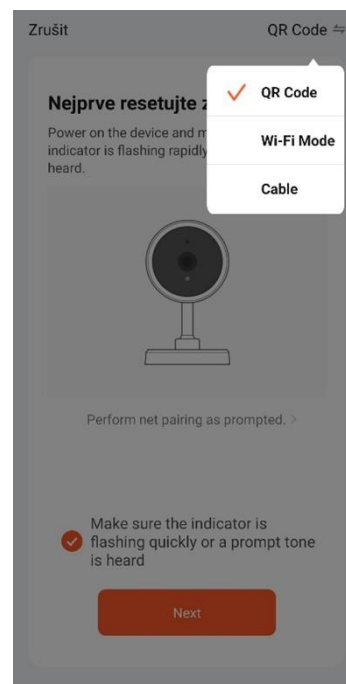 Zrušit
QR Code
Nejprve resetujte
QR Code
Power on the device and
indicator is flashing rapidly
heard.
Wi-Fi Mode
Cable
Perform net pairing as prompted. >
Make sure the indicator is
flashing quickly or a prompt tone
is heard
Next